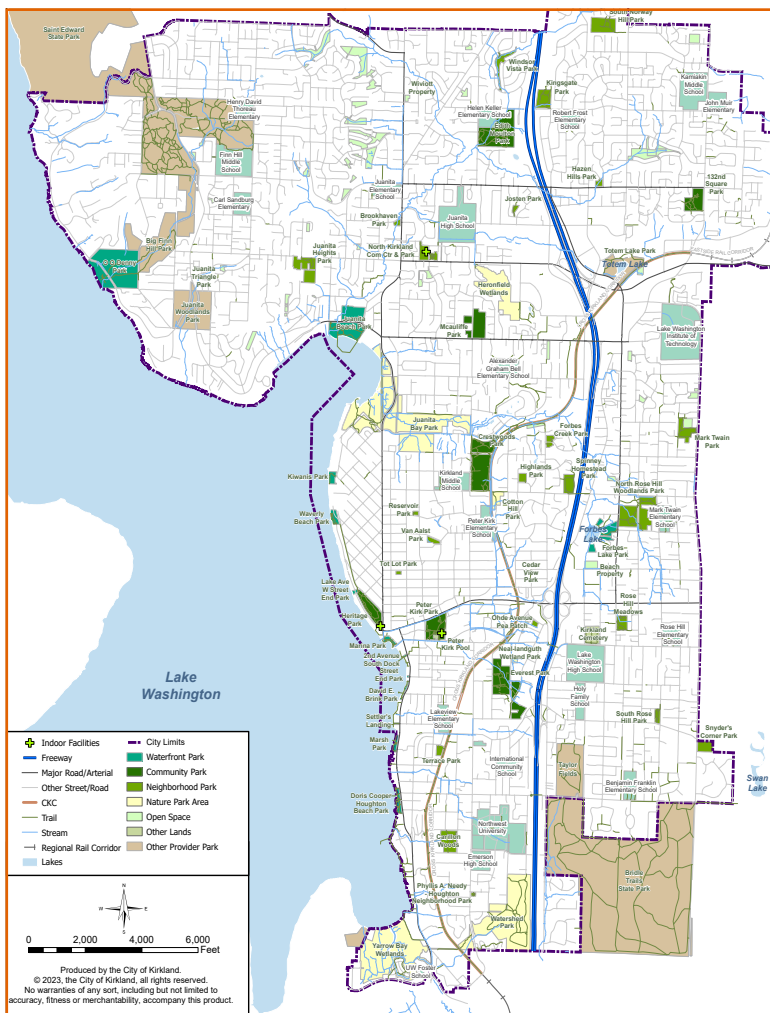 Saint Edward
State Park
South Norway
Hill Park
Windsor
Vista Park
Wiviott
Property
Kingsgate
Park
Kamiakin
Middle
School
John Muir
Elementary
Henry David
Thoreau
Elementary
Helen Keller
Elementary School
Edith
Moulton
Park
Robert Frost
Elementary
School
Finn Hill
Middle
School
Juanita
Elementary
School
Hazen
Hills Park
132nd
Square
Park
Carl Sandburg
Elementary
Josten Park
Brookhaven
Park
Juanita
High School
Big Finn
Hill Park
Juanita
Heights
Park
North Kirkland
Com Ctr & Park
Totem Lake Park
Totem Lake
EASTSIDE RAIL CORRIDOR
O O Denny
Park
Juanita
Triangle
Park
Heronfield
Wetlands
Juanita
Woodlands
Park
Juanita
Beach Park
Mcauliffe
Park
Lake Washington
Institute of
Technology
Alexander
Graham Bell
Elementary School
Juanita
Bay Park
Forbes
Creek Park
Crestwoods
Park
Mark Twain
Park
Kiwanis Park
Kirkland
Middle
School
Highlands
Park
Spinney
Homestead
Park
North Rose Hill
Woodlands Park
Waverly
Beach Park
Reservoir
Park
Cotton
Hill
Park
Mark Twain
Elementary
School
Peter Kirk
Elementary
School
Forbes
Lake
Van Aalst
Park
Forbes
Lake Park
Tot Lot Park
Cedar
View
Park
Beach
Property
Lake Ave
W Street
End Park
Heritage
Park
Peter
Kirk Park
Rose
Hill
Meadows
Ohde Avenue
Pea Patch
Kirkland
Cemetery
Rose Hill
Elementary
School
Marina Park
Peter
Kirk Pool
2nd Avenue
South Dock
Street
End Park
Neal-landguth
Wetland Park
Lake
Washington
High School
Everest Park
Lake
Washington
David E.
Brink Park
Holy
Family
School
Settler's
Landing
Lakeview
Elementary
School
South Rose
Hill Park
Snyder's
Corner Park
Marsh
Park
Terrace Park
International
Community
School
Taylor
Fields
Swan
Lake
Benjamin Franklin
Elementary School
Doris Cooper
Houghton
Beach Park
Northwest
University
Carillon
Woods
Emerson
High School
Bridle
Trails
State Park
Phyllis A. Needy
-Houghton
Neighborhood Park
Watershed
Park
Yarrow Bay
Wetlands
UW Foster
School
Indoor Facilities
Freeway
Major Road/Arterial
Other Street/Road
CKC
Trail
Stream
Regional Rail Corridor
Lakes
City Limits
Waterfront Park
Community Park
Neighborhood Park
Nature Park Area
Open Space
Other Lands
Other Provider Park
N
W E
S
0 2,000 4,000 6,000
Feet
Produced by the City of Kirkland.
© 2023, the City of Kirkland, all rights reserved.
No warranties of any sort, including but not limited to
accuracy, fitness or merchantability, accompany this product.